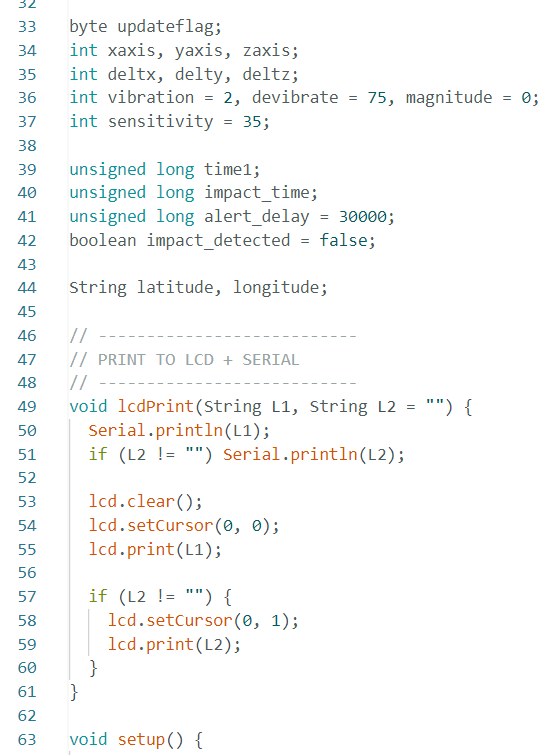 32
33 byte updateflag;
34 int xaxis, yaxis, zaxis;
35 int deltx, delty, deltz;
36 int vibration = 2, devibrate = 75, magnitude = 0;
37 int sensitivity = 35;
38
39 unsigned long time1;
40 unsigned long impact_time;
41 unsigned long alert_delay = 30000;
42 boolean impact_detected = false;
43
44 String latitude, longitude;
45
46 // ---------------------------
47 // PRINT TO LCD + SERIAL
48 // ---------------------------
49 void lcdPrint(String L1, String L2 = "") {
50   Serial.println(L1);
51   if (L2 != "") Serial.println(L2);
52
53   lcd.clear();
54   lcd.setCursor(0, 0);
55   lcd.print(L1);
56
57   if (L2 != "") {
58     lcd.setCursor(0, 1);
59     lcd.print(L2);
60   }
61 }
62
63 void setup() {